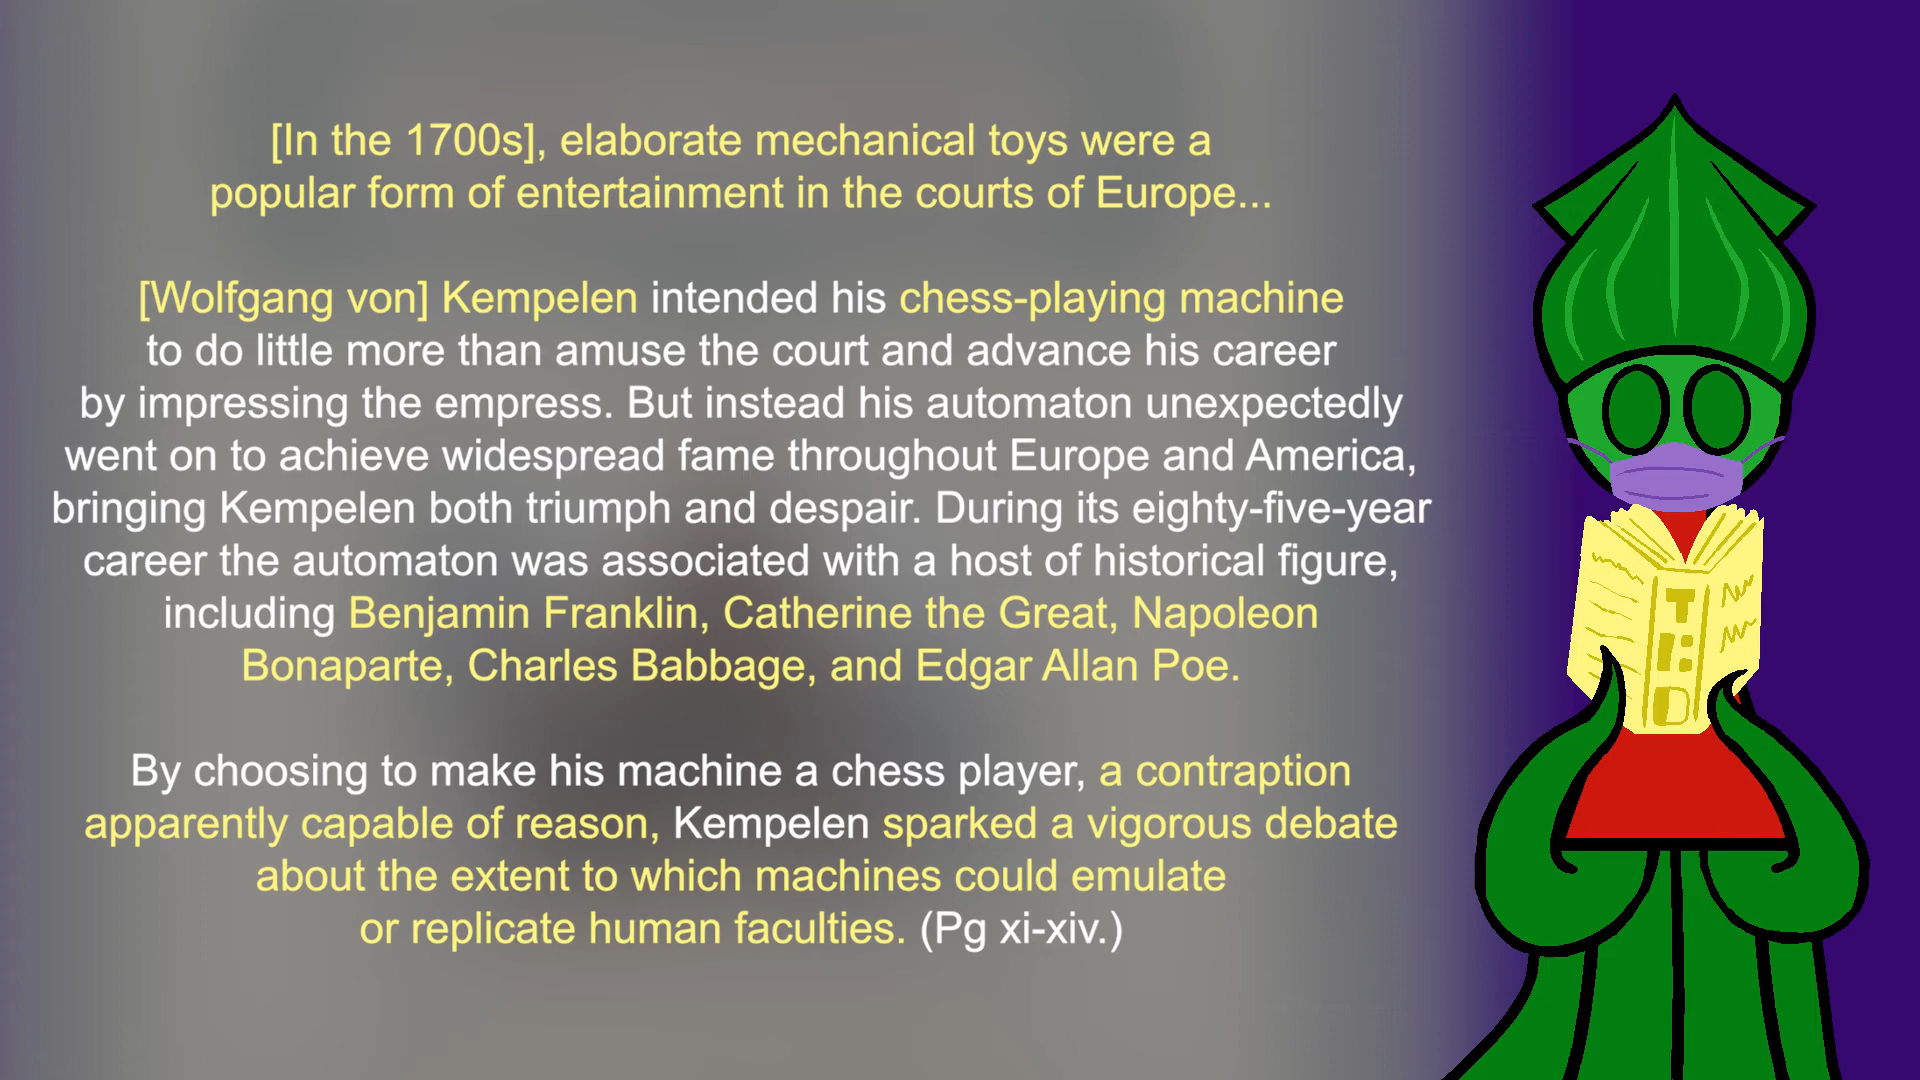 [In the 1700s], elaborate mechanical toys were a
popular form of entertainment in the courts of Europe...
[Wolfgang von] Kempelen intended his chess-playing machine
to do little more than amuse the court and advance his career
by impressing the empress. But instead his automaton unexpectedly
went on to achieve widespread fame throughout Europe and America,
bringing Kempelen both triumph and despair. During its eighty-five-year
career the automaton was associated with a host of historical figure,
including Benjamin Franklin, Catherine the Great, Napoleon
Bonaparte, Charles Babbage, and Edgar Allan Poe.
By choosing to make his machine a chess player, a contraption
apparently capable of reason, Kempelen sparked a vigorous debate
about the extent to which machines could emulate
or replicate human faculties. (Pg xi-xiv.)